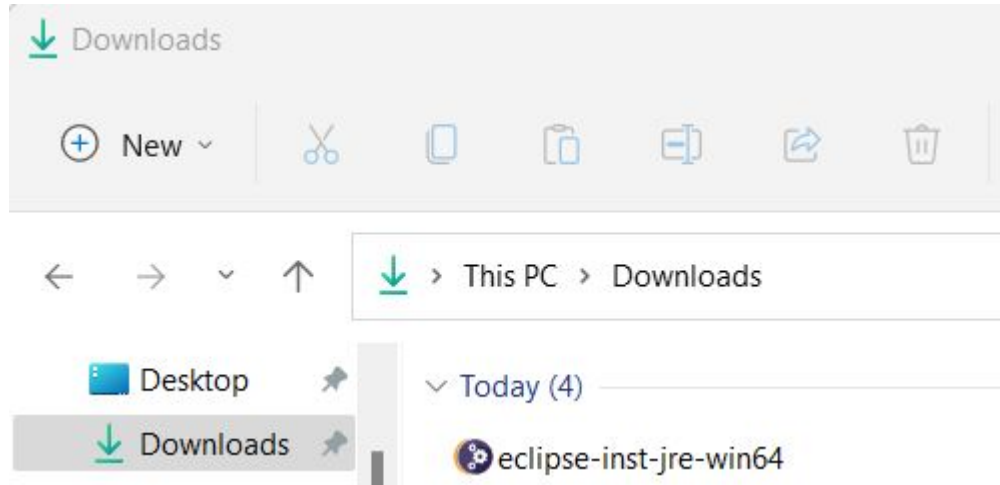 Downloads
New
This PC > Downloads
Desktop
Today (4)
Downloads
eclipse-inst-jre-win64